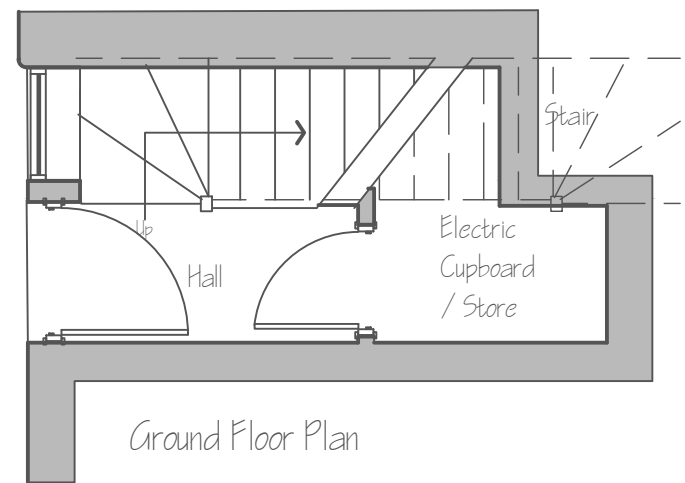 Stair
Up
Hall
Electric
Cupboard
/ Store
Ground Floor Plan